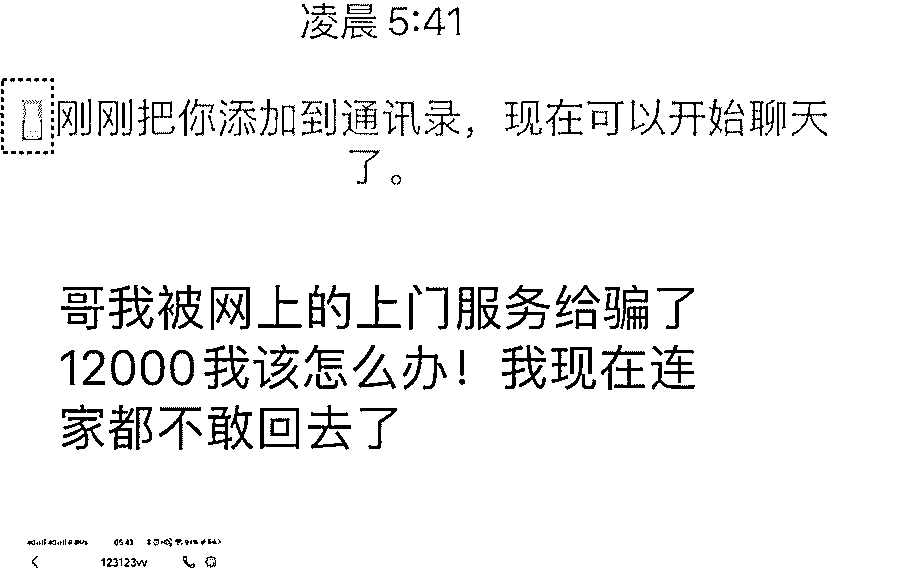 凌晨 5:41
刚刚把你添加到通讯录，现在可以开始聊天
了。
哥我被网上的上门服务给骗了
12000我该怎么办！我现在连
家都不敢回去了
05:43
123123vv